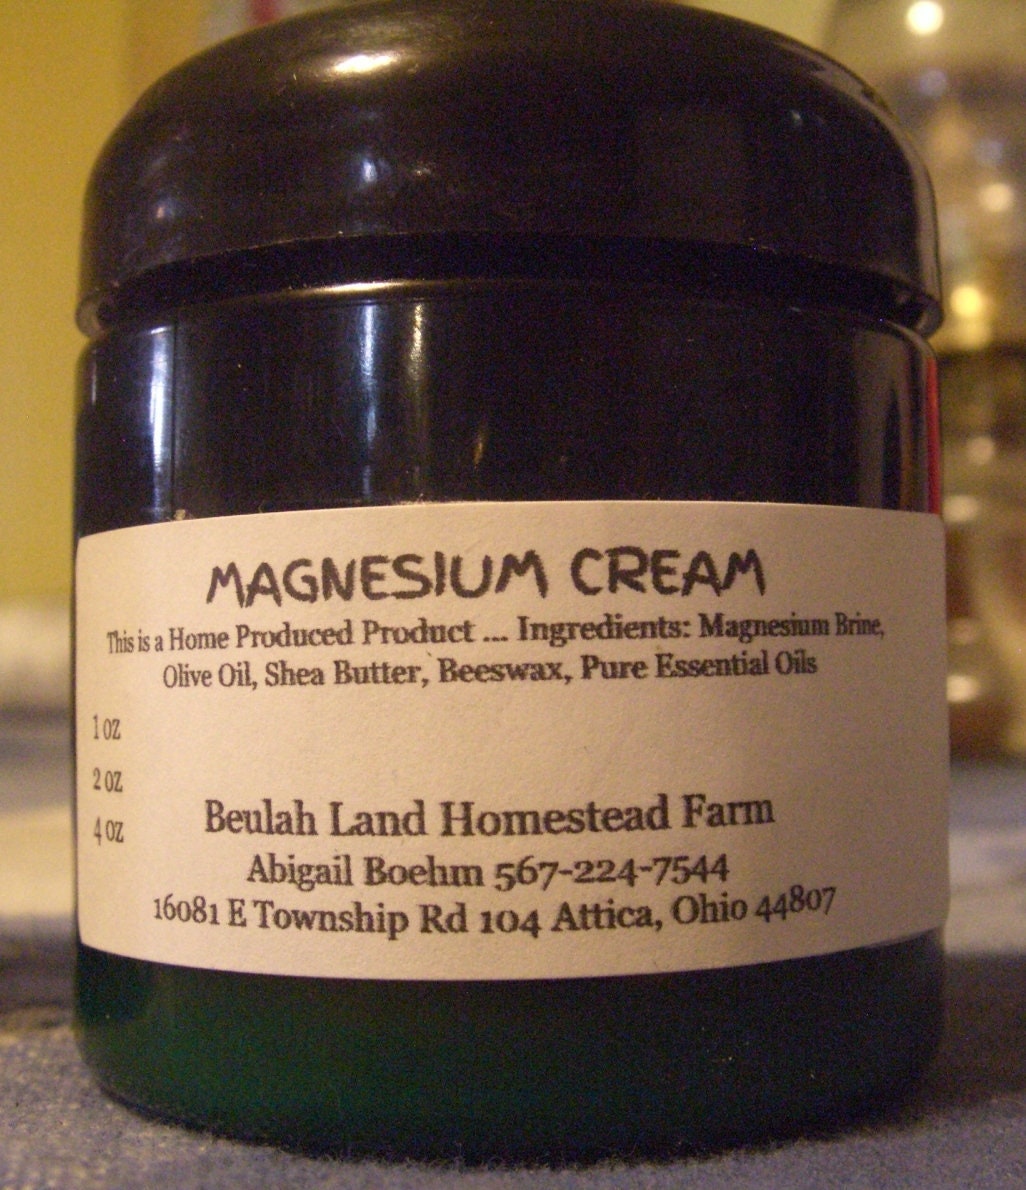 MAGNESIUM CREAM
This is a Home Produced Product ... Ingredients: Magnesium Brine,
Olive Oil, Shea Butter, Beeswax, Pure Essential Oils
1 oz
2 oz
4 oz
Beulah Land Homestead Farm
Abigail Boehm 567-224-7544
16081 E Township Rd 104 Attica, Ohio 44807